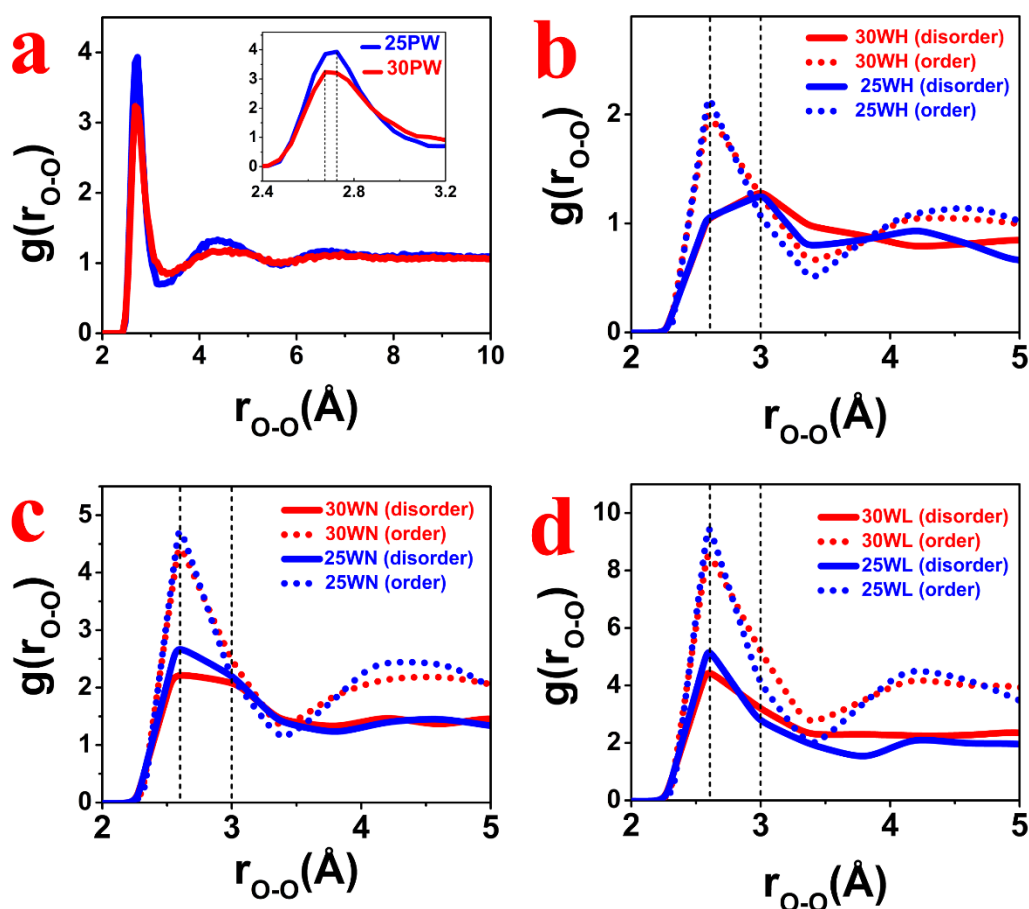 a
g(rO-O)
4
3
2
1
0
2 4 6 8 10
rO-O(Å)
25PW
30PW
4
3
2
1
0
2.4 2.8 3.2
b
g(rO-O)
2
1
0
2 3 4 5
rO-O(Å)
30WH (disorder)
30WH (order)
25WH (disorder)
25WH (order)
c
g(rO-O)
5
4
3
2
1
0
2 3 4 5
rO-O(Å)
30WN (disorder)
30WN (order)
25WN (disorder)
25WN (order)
d
g(rO-O)
10
8
6
4
2
0
2 3 4 5
rO-O(Å)
30WL (disorder)
30WL (order)
25WL (disorder)
25WL (order)